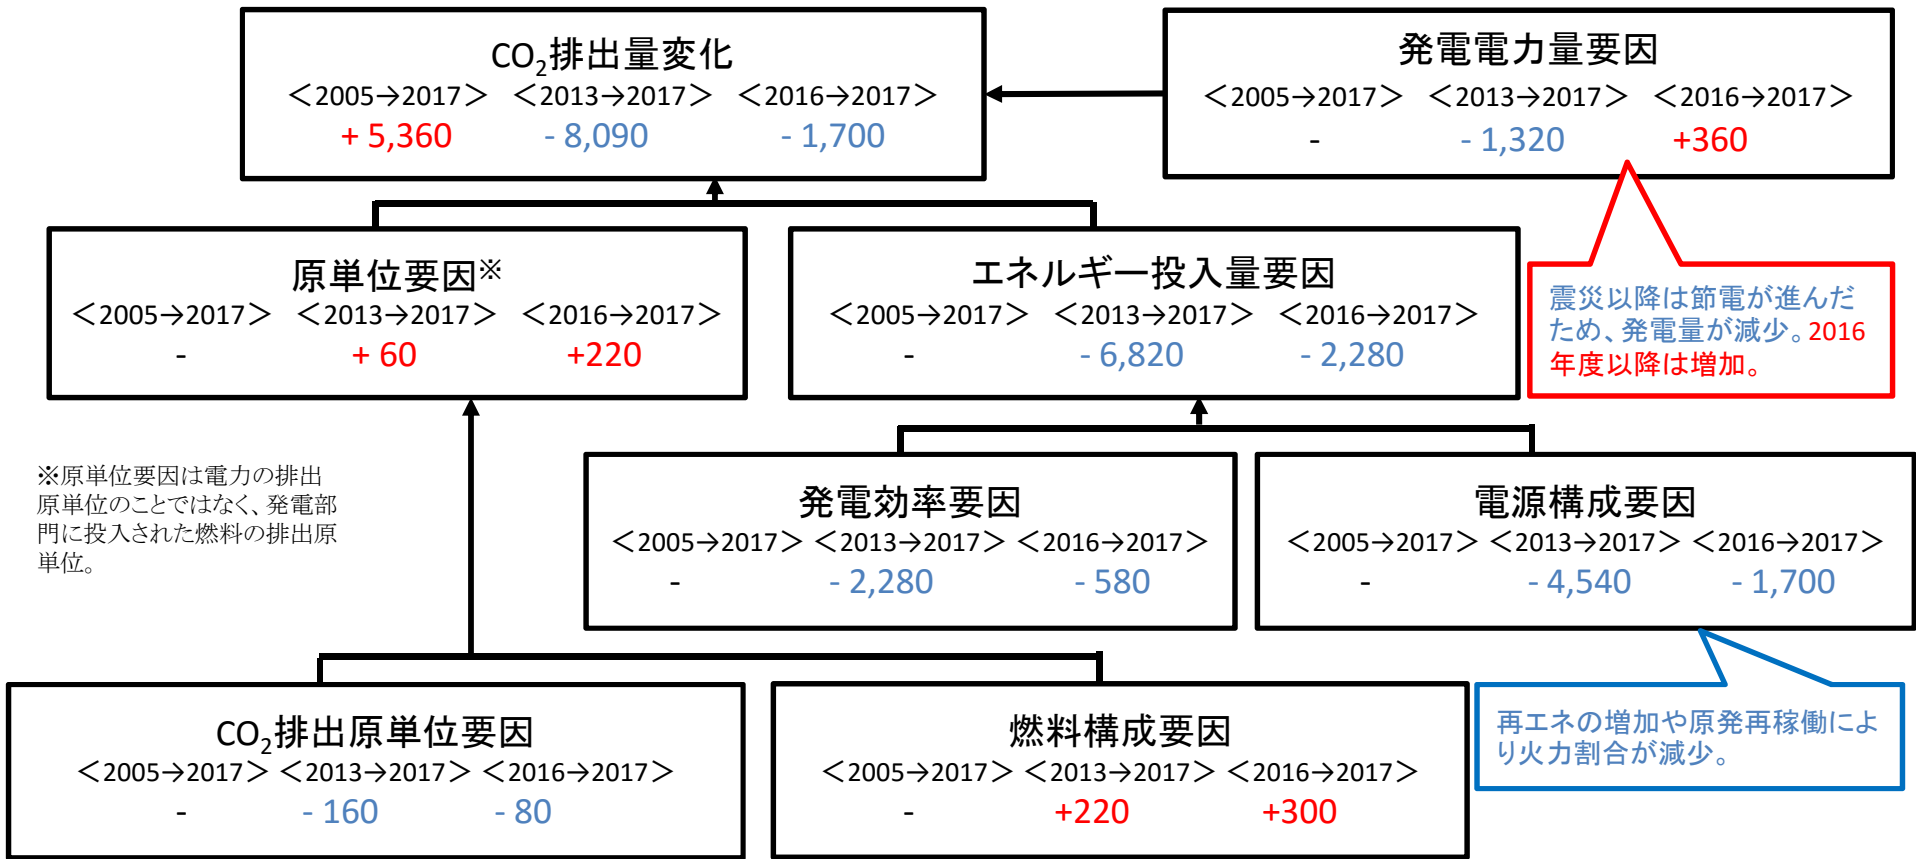 CO₂排出量変化
＜2005→2017＞ ＜2013→2017＞ ＜2016→2017＞
+ 5,360 - 8,090 - 1,700
発電電力量要因
＜2005→2017＞ ＜2013→2017＞ ＜2016→2017＞
- - 1,320 +360
原単位要因※
＜2005→2017＞ ＜2013→2017＞ ＜2016→2017＞
- + 60 +220
エネルギー投入量要因
＜2005→2017＞ ＜2013→2017＞ ＜2016→2017＞
- - 6,820 - 2,280
震災以降は節電が進んだ
ため、発電量が減少。2016
年度以降は増加。
※原単位要因は電力の排出
原単位のことではなく、発電部
門に投入された燃料の排出原
単位。
発電効率要因
＜2005→2017＞ ＜2013→2017＞ ＜2016→2017＞
- - 2,280 - 580
電源構成要因
＜2005→2017＞ ＜2013→2017＞ ＜2016→2017＞
- - 4,540 - 1,700
CO₂排出原単位要因
＜2005→2017＞ ＜2013→2017＞ ＜2016→2017＞
- - 160 - 80
燃料構成要因
＜2005→2017＞ ＜2013→2017＞ ＜2016→2017＞
- +220 +300
再エネの増加や原発再稼働によ
り火力割合が減少。